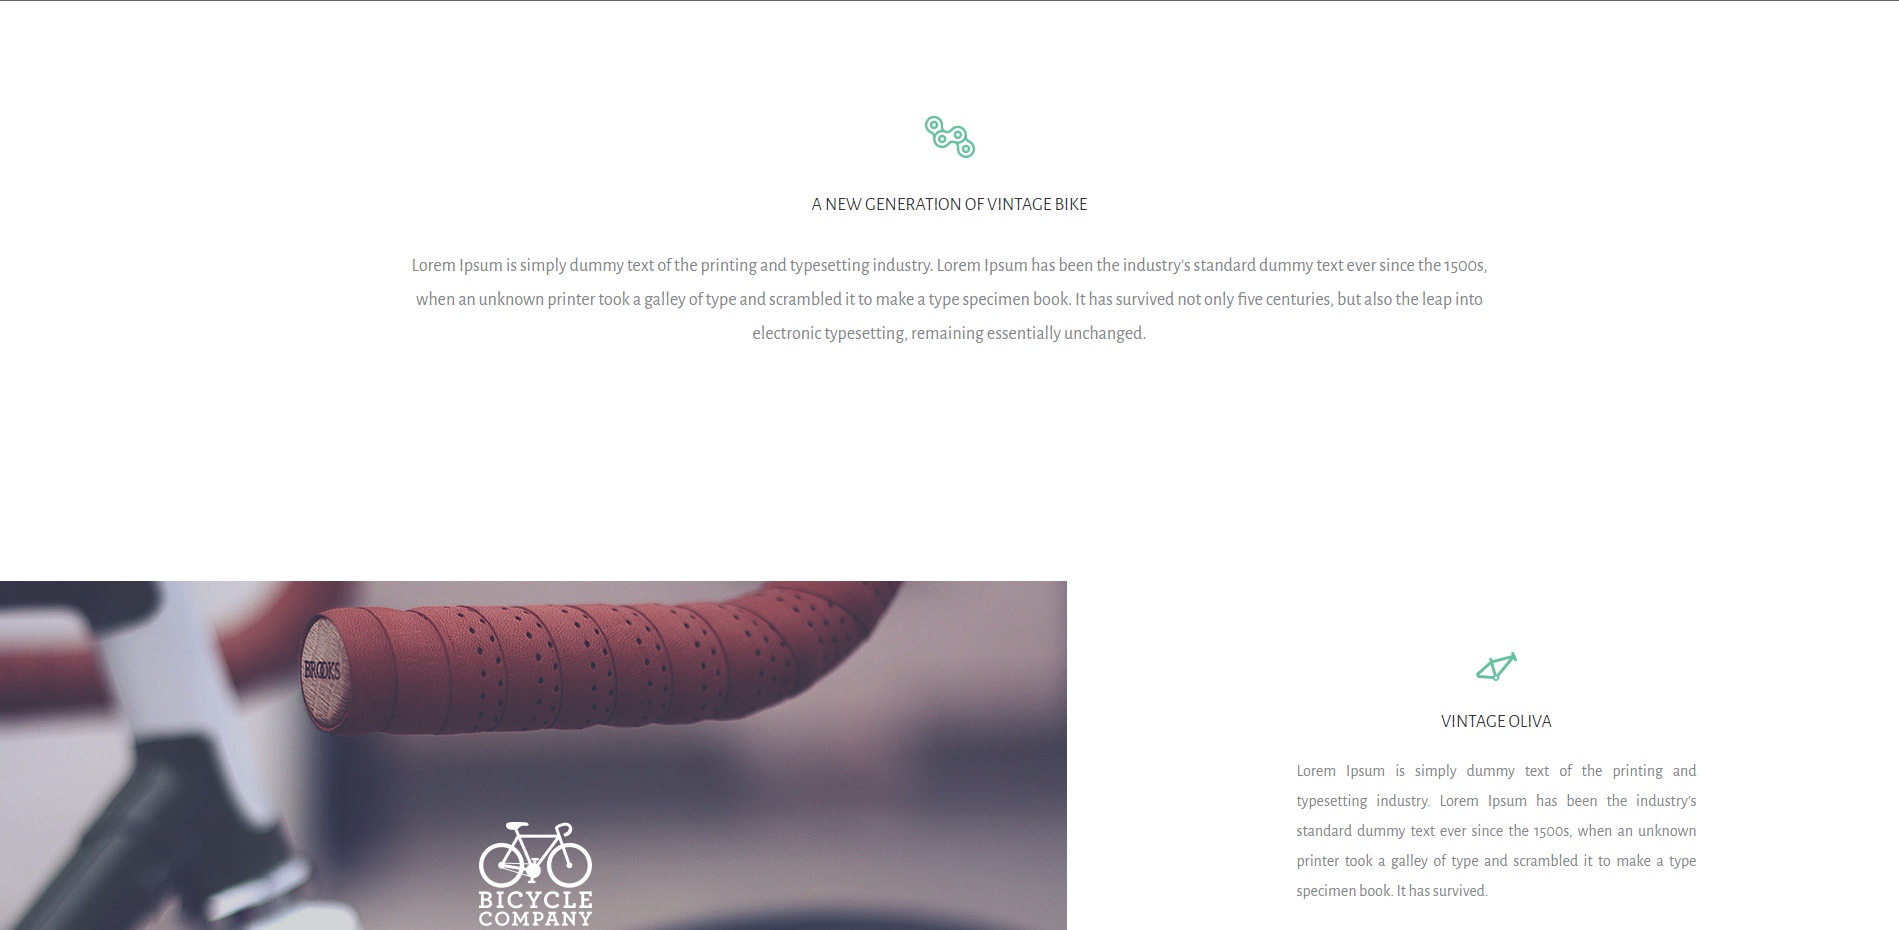 A NEW GENERATION OF VINTAGE BIKE
Lorem Ipsum is simply dummy text of the printing and typesetting industry. Lorem Ipsum has been the industry's standard dummy text ever since the 1500s,
when an unknown printer took a galley of type and scrambled it to make a type specimen book. It has survived not only five centuries, but also the leap into
electronic typesetting, remaining essentially unchanged.
BROOKS
BICYCLE
COMPANY
VINTAGE OLIVA
Lorem Ipsum is simply dummy text of the printing and
typesetting industry. Lorem Ipsum has been the industry's
standard dummy text ever since the 1500s, when an unknown
printer took a galley of type and scrambled it to make a type
specimen book. It has survived.